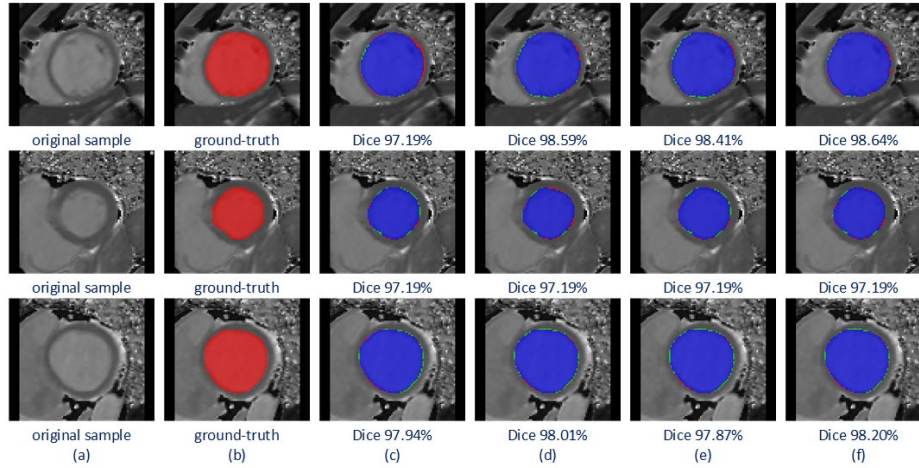 original sample ground-truth Dice 97.19% Dice 98.59% Dice 98.41% Dice 98.64%
original sample ground-truth Dice 97.19% Dice 97.19% Dice 97.19% Dice 97.19%
original sample ground-truth Dice 97.94% Dice 98.01% Dice 97.87% Dice 98.20%
(a) (b) (c) (d) (e) (f)